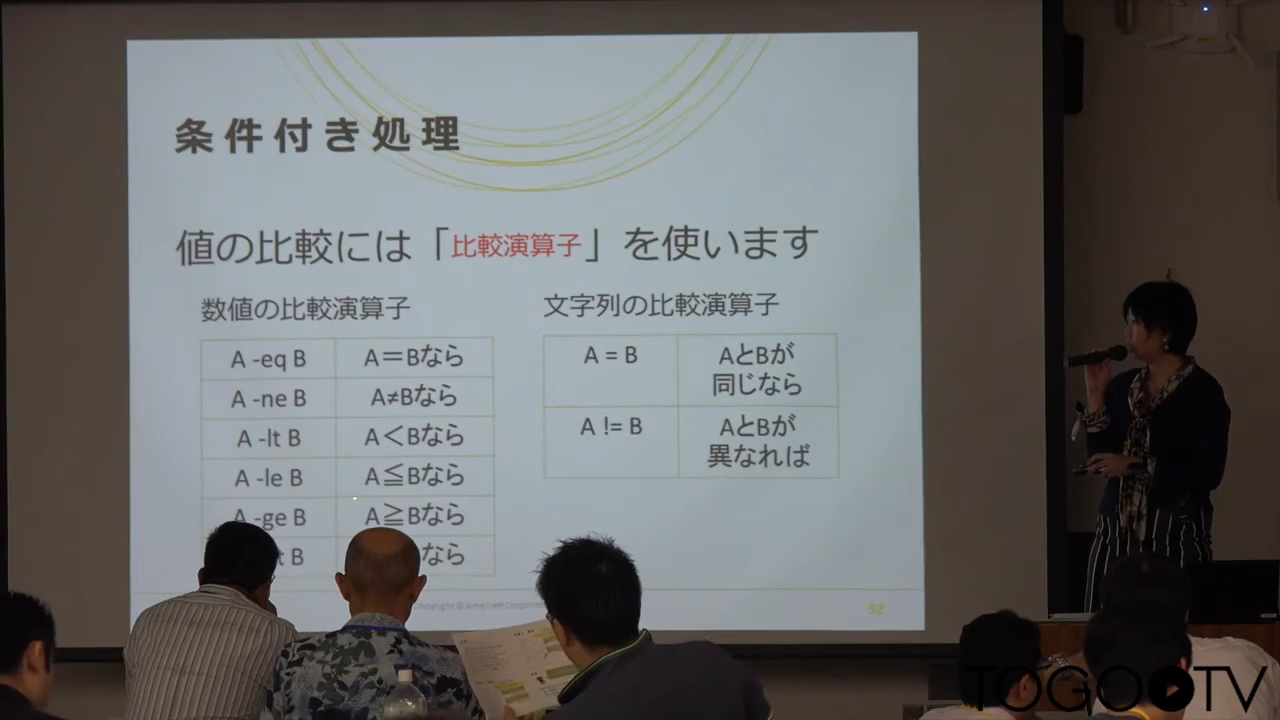 条件付き処理
値の比較には「比較演算子」を使います
数値の比較演算子
A -eq B A＝Bなら
A -ne B A≠Bなら
A -lt B A＜Bなら
A -le B A≦Bなら
-ge B A≧Bなら
B なら
文字列の比較演算子
A = B AとBが
同じなら
A != B AとBが
異なれば
52
TOGOTV